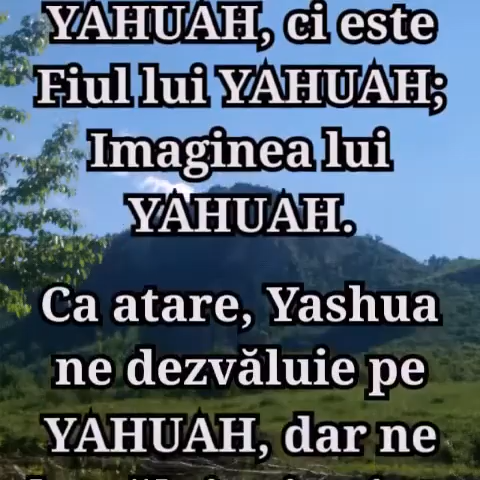 YAHUAH, ci este
Fiul lui YAHUAH;
Imaginea lui
YAHUAH.
Ca atare, Yashua
ne dezvăluie pe
YAHUAH, dar ne